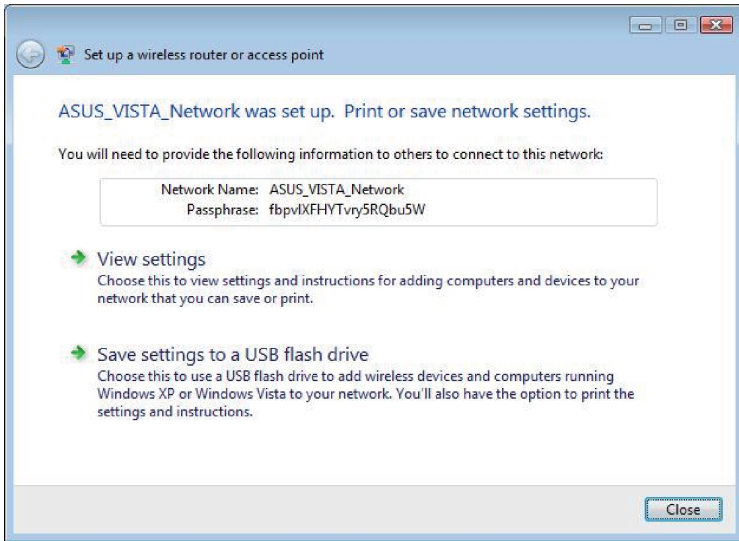 Set up a wireless router or access point
ASUS_VISTA_Network was set up. Print or save network settings.
You will need to provide the following information to others to connect to this network:
Network Name: ASUS_VISTA_Network
Passphrase: fbpvlXFHYTvry5RQbu5W
View settings
Choose this to view settings and instructions for adding computers and devices to your
network that you can save or print.
Save settings to a USB flash drive
Choose this to use a USB flash drive to add wireless devices and computers running
Windows XP or Windows Vista to your network. You'll also have the option to print the
settings and instructions.
Close